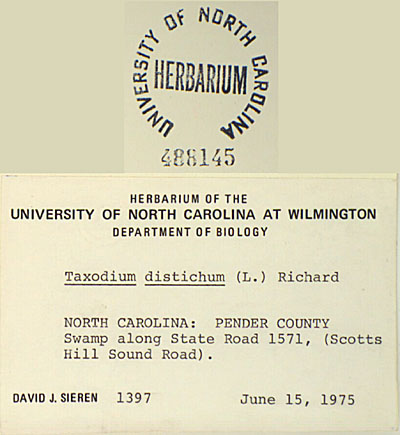 UNIVERSITY OF NORTH CAROLINA
HERBARIUM
488145
HERBARIUM OF THE
UNIVERSITY OF NORTH CAROLINA AT WILMINGTON
DEPARTMENT OF BIOLOGY
Taxodium distichum (L.) Richard
NORTH CAROLINA: PENDER COUNTY
Swamp along State Road 1571, (Scotts
Hill Sound Road).
DAVID J. SIEREN 1397 June 15, 1975